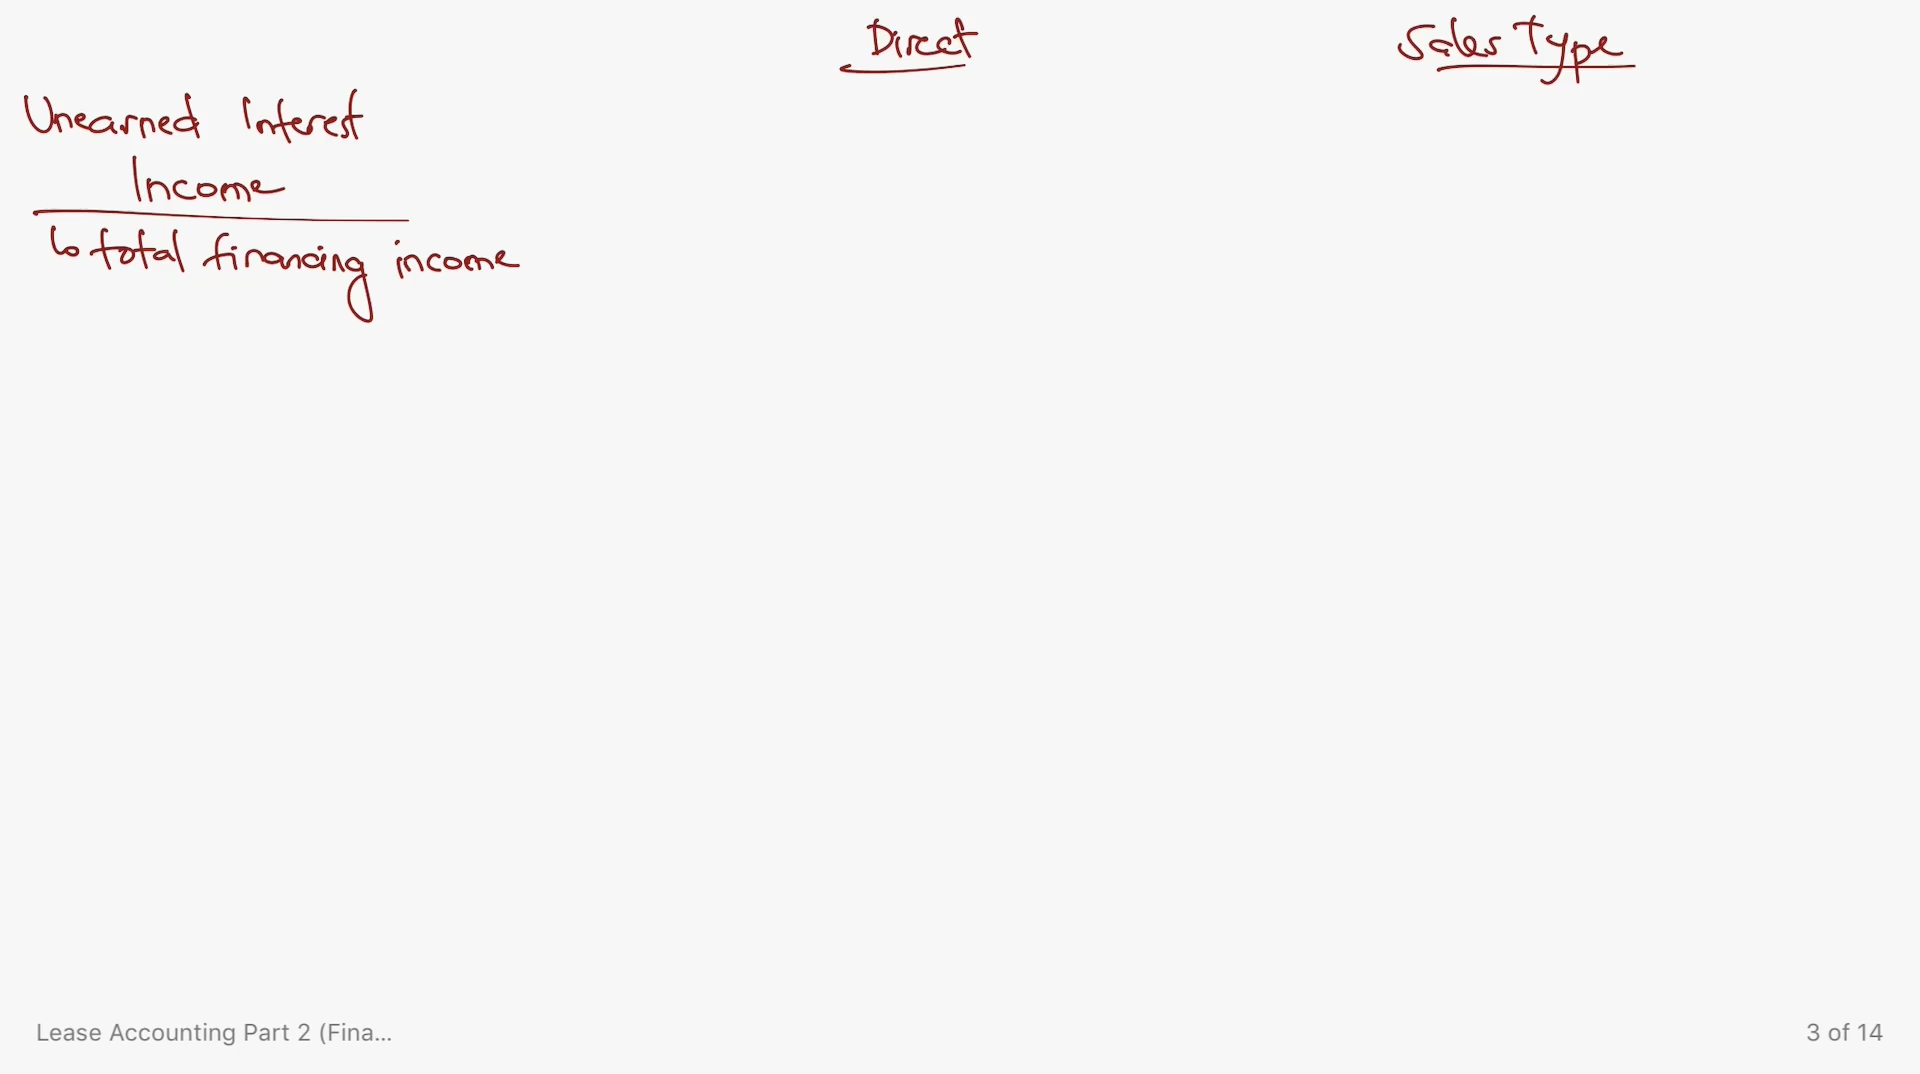 Direct
Sales Type
Unearned Interest
Income
↳ total financing income
Lease Accounting Part 2 (Fina...
3 of 14